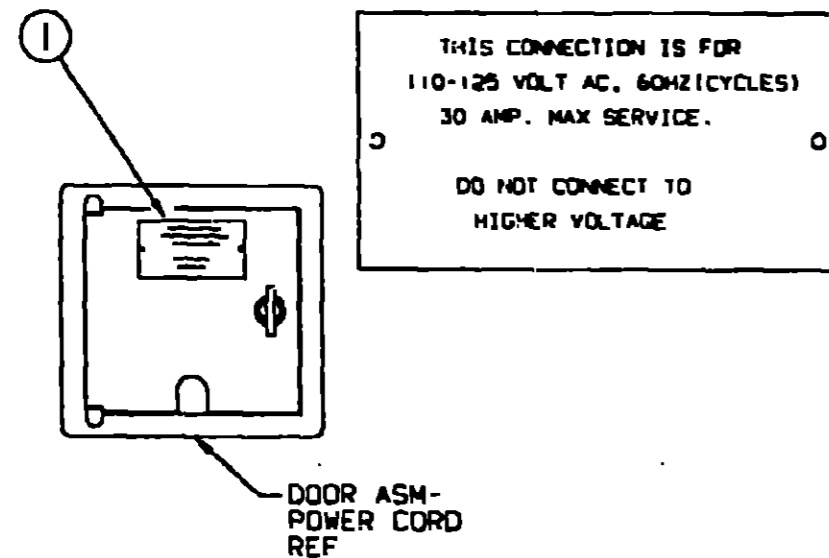 1
THIS CONNECTION IS FOR
110-125 VOLT AC, 60HZ(CYCLES)
30 AMP. MAX SERVICE.
DO NOT CONNECT TO
HIGHER VOLTAGE
DOOR ASM-
POWER CORD
REF